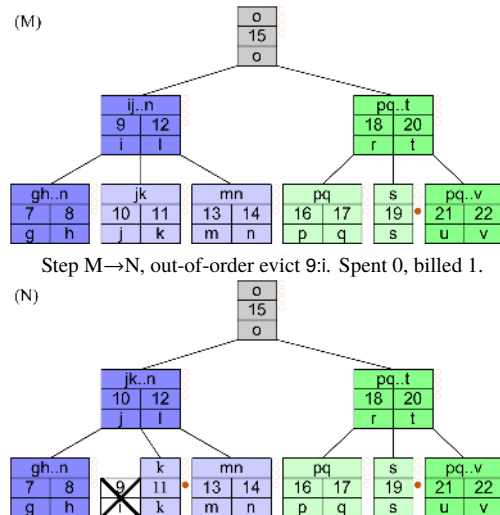 (M)
o
15
o
ij..n
9 12
i l
pq..t
18 20
r t
gh..n
7 8
g h
jk
10 11
j k
mn
13 14
m n
pq
16 17
p q
s
19
s
pq..v
21 22
u v
Step M→N, out-of-order evict 9:i. Spent 0, billed 1.
(N)
o
15
o
jk..n
10 12
j l
pq..t
18 20
r t
gh..n
7 8
g h
9
i
k
11
k
mn
13 14
m n
pq
16 17
p q
s
19
s
pq..v
21 22
u v